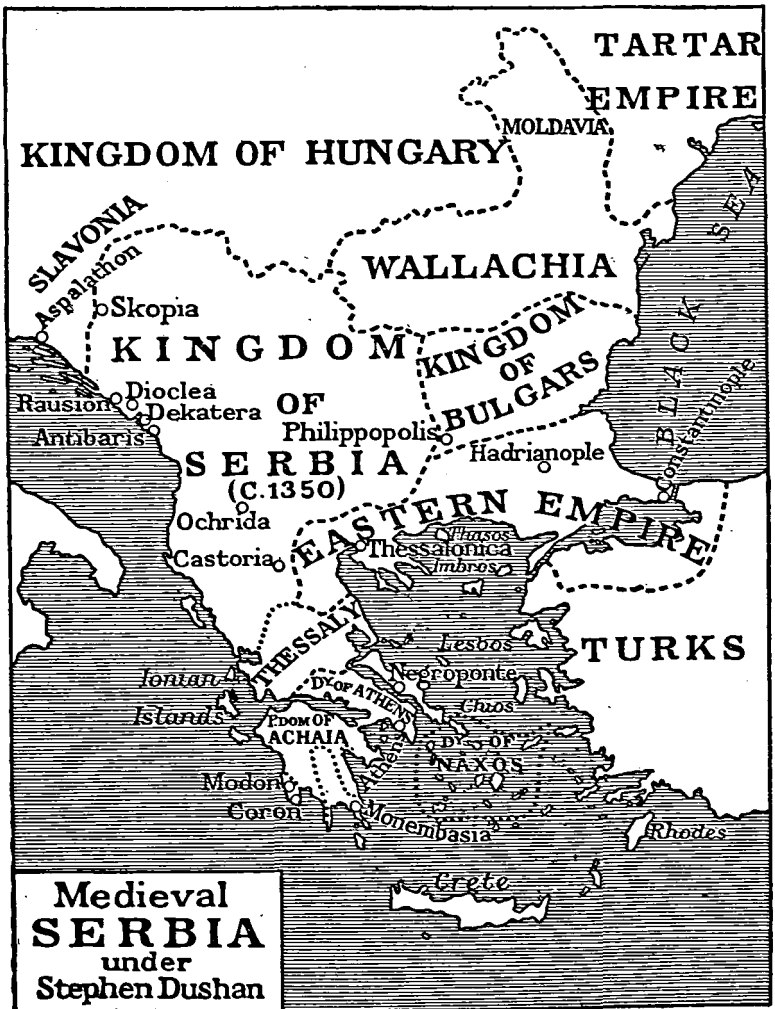 TARTAR
EMPIRE
MOLDAVIA
KINGDOM OF HUNGARY
BLACK SEA
SLAVONIA
Aspalathon
WALLACHIA
Skopia
KINGDOM
OF
SERBIA
(C.1350)
KINGDOM
OF
BULGARS
Rausion
Dioclea
Dekatera
Antibaris
Philippopolis
Hadrianople
Constantinople
Ochrida
Castoria
EASTERN EMPIRE
Thasos
Thessalonica
Imbros
THESSALY
Lesbos
TURKS
Ionian
Islands
Negroponte
DY. OF ATHENS
Chios
P.DOM OF
ACHAIA
Athens
DY. OF
NAXOS
Modon
Coron
Monembasia
Rhodes
Crete
Medieval
SERBIA
under
Stephen Dushan